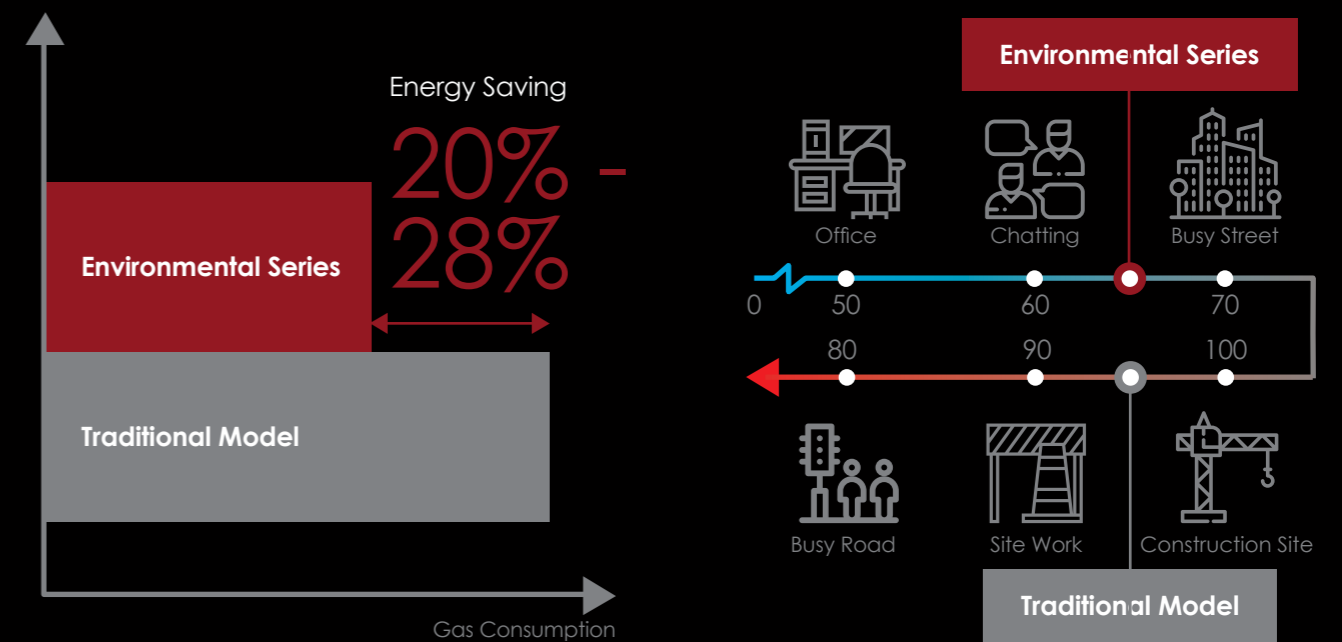 Energy Saving
20% -
28%
Environmental Series
Traditional Model
Gas Consumption
Environmental Series
Office Chatting Busy Street
0 50 60 70
80 90 100
Busy Road Site Work Construction Site
Traditional Model